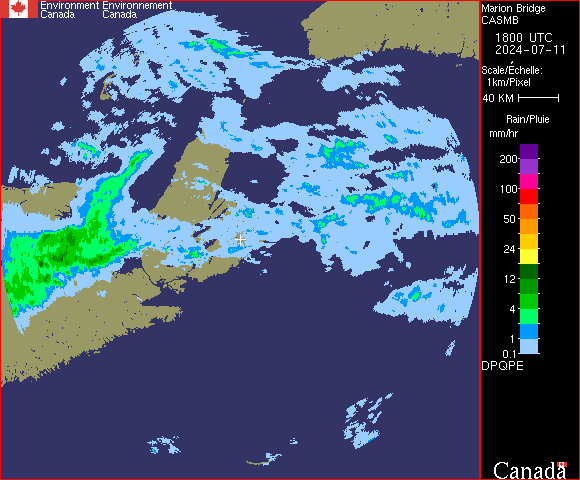 Environment Environnement
Canada Canada
Marion Bridge
CASMB
1800 UTC
2024-07-11
Scale/Echelle:
1km/Pixel
40 KM
Rain/Pluie
mm/hr
200
100
50
24
12
4
1
0.1
DPQPE
Canada